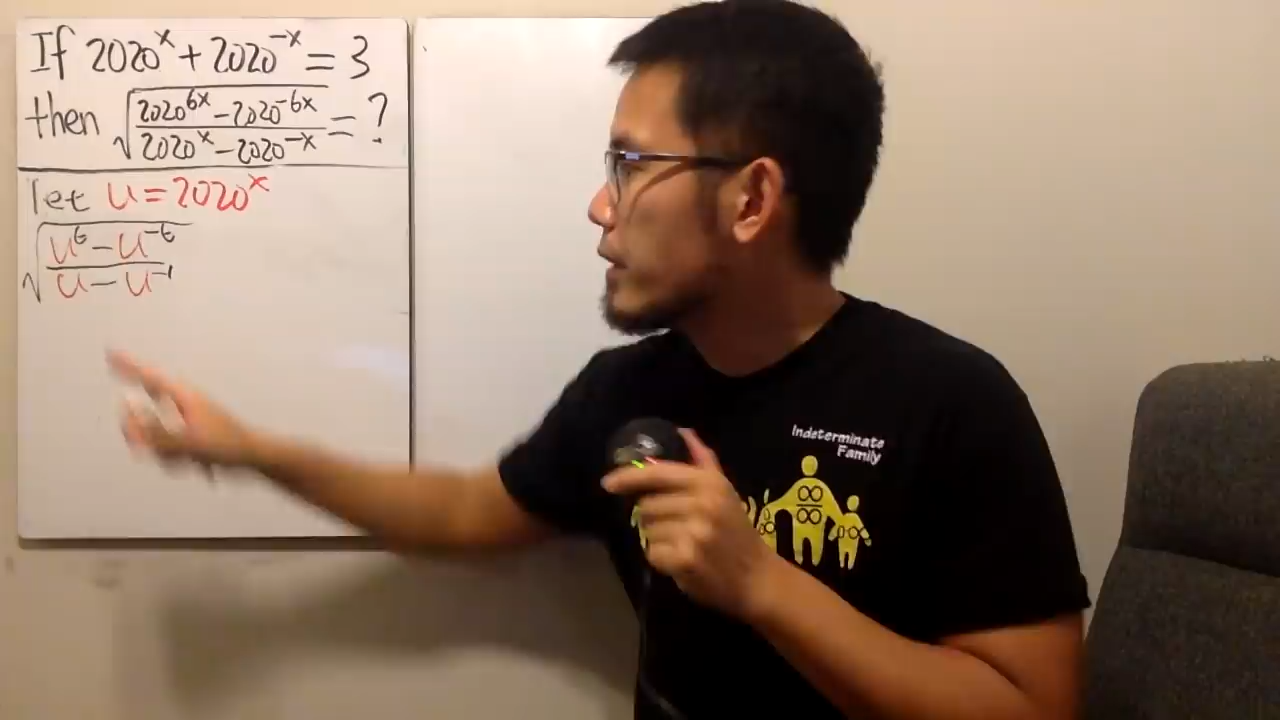 If 2020^x + 2020^-x = 3
then √((2020^6x - 2020^-6x)/(2020^x - 2020^-x)) = ?
let u = 2020^x
√((u^6 - u^-6)/(u - u^-1))
Indeterminate
Family